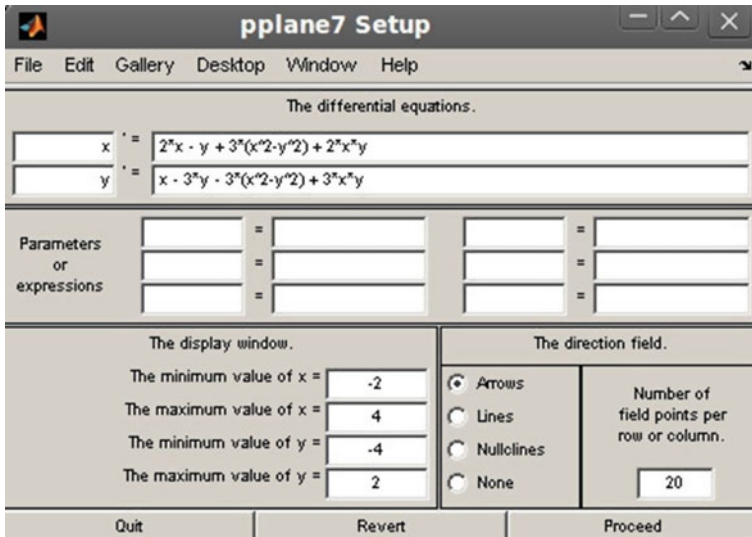 pplane7 Setup
File Edit Gallery Desktop Window Help
The differential equations.
x ' = 2*x - y + 3*(x^2-y^2) + 2*x*y
y ' = x - 3*y - 3*(x^2-y^2) + 3*x*y
Parameters or expressions
= =
= =
= =
The display window.
The minimum value of x = -2
The maximum value of x = 4
The minimum value of y = -4
The maximum value of y = 2
The direction field.
Arrows
Lines
Nullclines
None
Number of
field points per
row or column.
20
Quit Revert Proceed